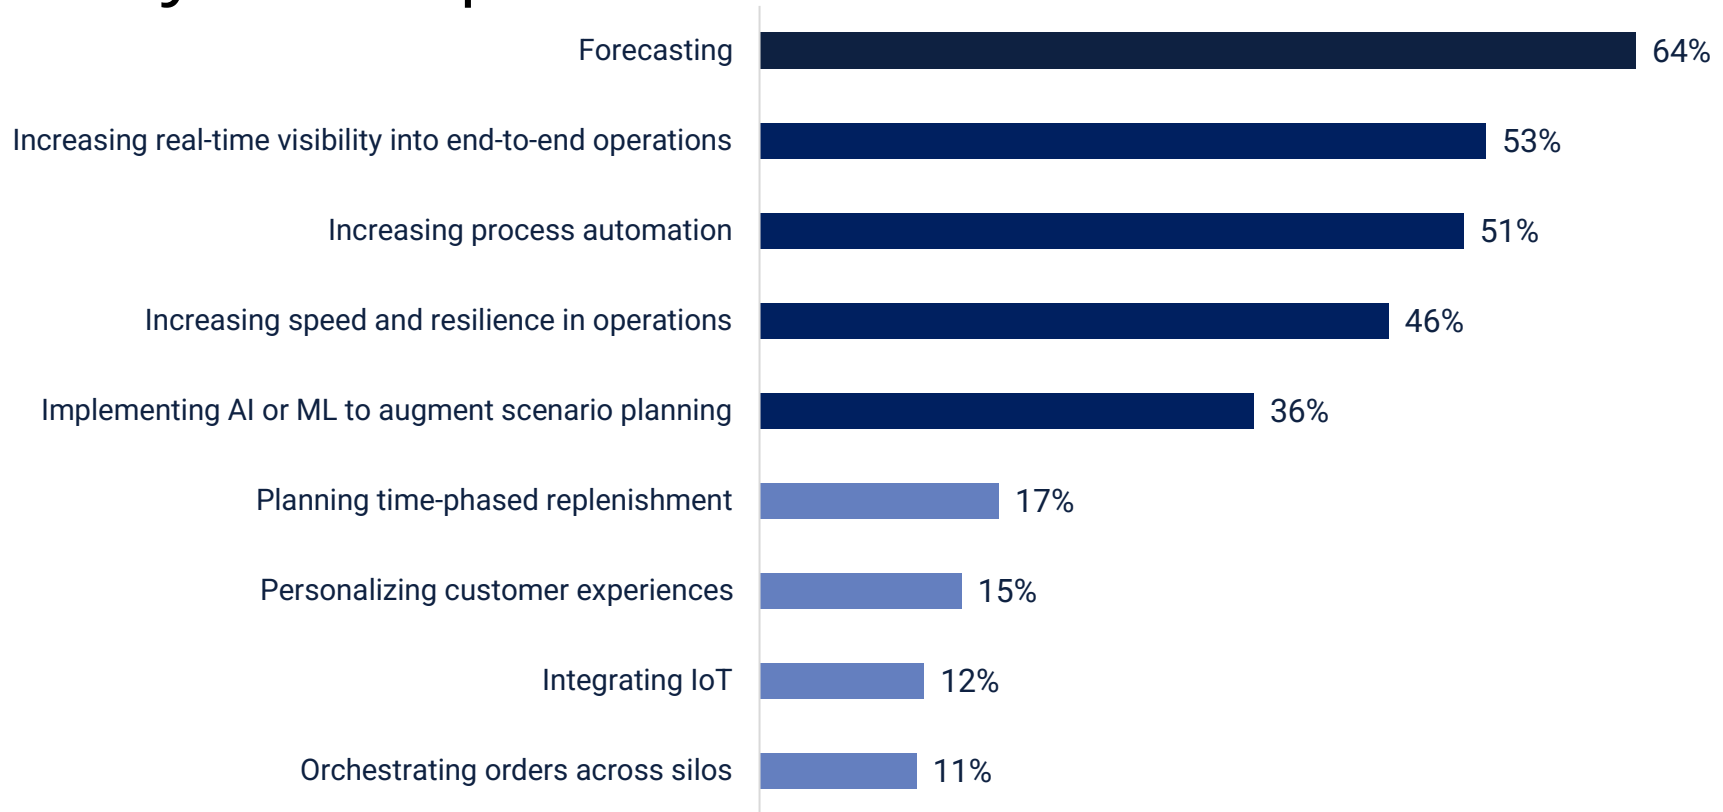 Forecasting 64%
Increasing real-time visibility into end-to-end operations 53%
Increasing process automation 51%
Increasing speed and resilience in operations 46%
Implementing AI or ML to augment scenario planning 36%
Planning time-phased replenishment 17%
Personalizing customer experiences 15%
Integrating IoT 12%
Orchestrating orders across silos 11%